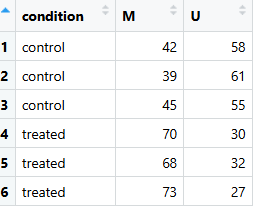 condition M U
1 control 42 58
2 control 39 61
3 control 45 55
4 treated 70 30
5 treated 68 32
6 treated 73 27